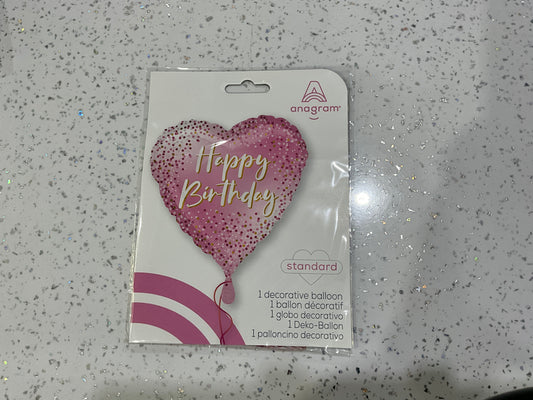 anagram®
Happy
Birthday
standard
1 decorative balloon
1 ballon décoratif
1 globo decorativo
1 Deko-Ballon
1 palloncino decorativo